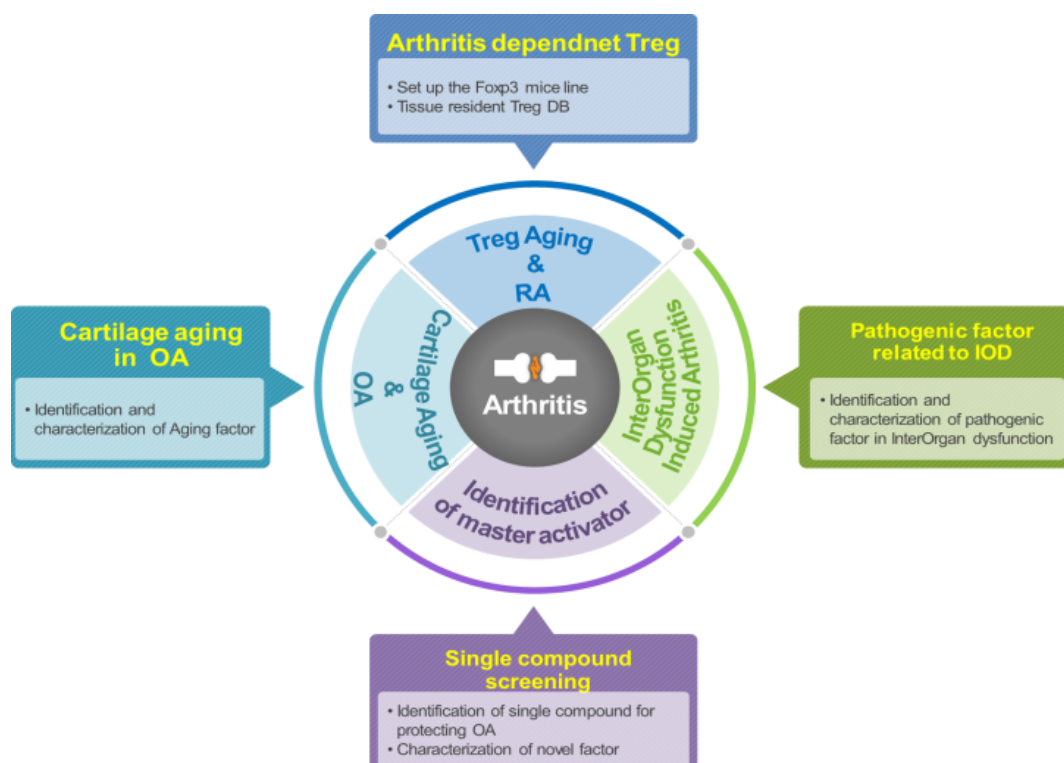 Arthritis dependnet Treg
• Set up the Foxp3 mice line
• Tissue resident Treg DB
Treg Aging
&
RA
Cartilage aging
in OA
• Identification and
characterization of Aging factor
Cartilage Aging
&
OA
Arthritis
InterOrgan
Dysfunction
Induced Arthritis
Pathogenic factor
related to IOD
• Identification and
characterization of pathogenic
factor in InterOrgan dysfunction
Identification
of master activator
Single compound
screening
• Identification of single compound for
protecting OA
• Characterization of novel factor